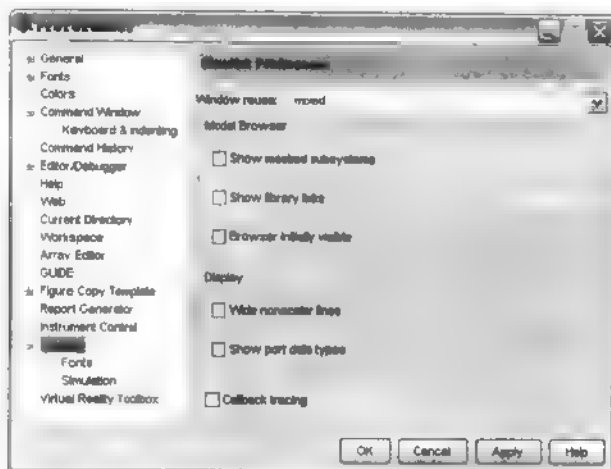 General
Fonts
Colors
Command Window
Keyboard & Indenting
Command History
Editor/Debugger
Help
Web
Current Directory
Workspace
Array Editor
GUIDE
Figure Copy Template
Report Generator
Instrument Control
Fonts
Simulation
Virtual Reality Toolbox
Simulink Preferences
Window reuse: mixed
Model Browser
Show masked subsystems
Show library links
Browser initially visible
Display
Wide nonscalar lines
Show port data types
Callback tracing
OK Cancel Apply Help